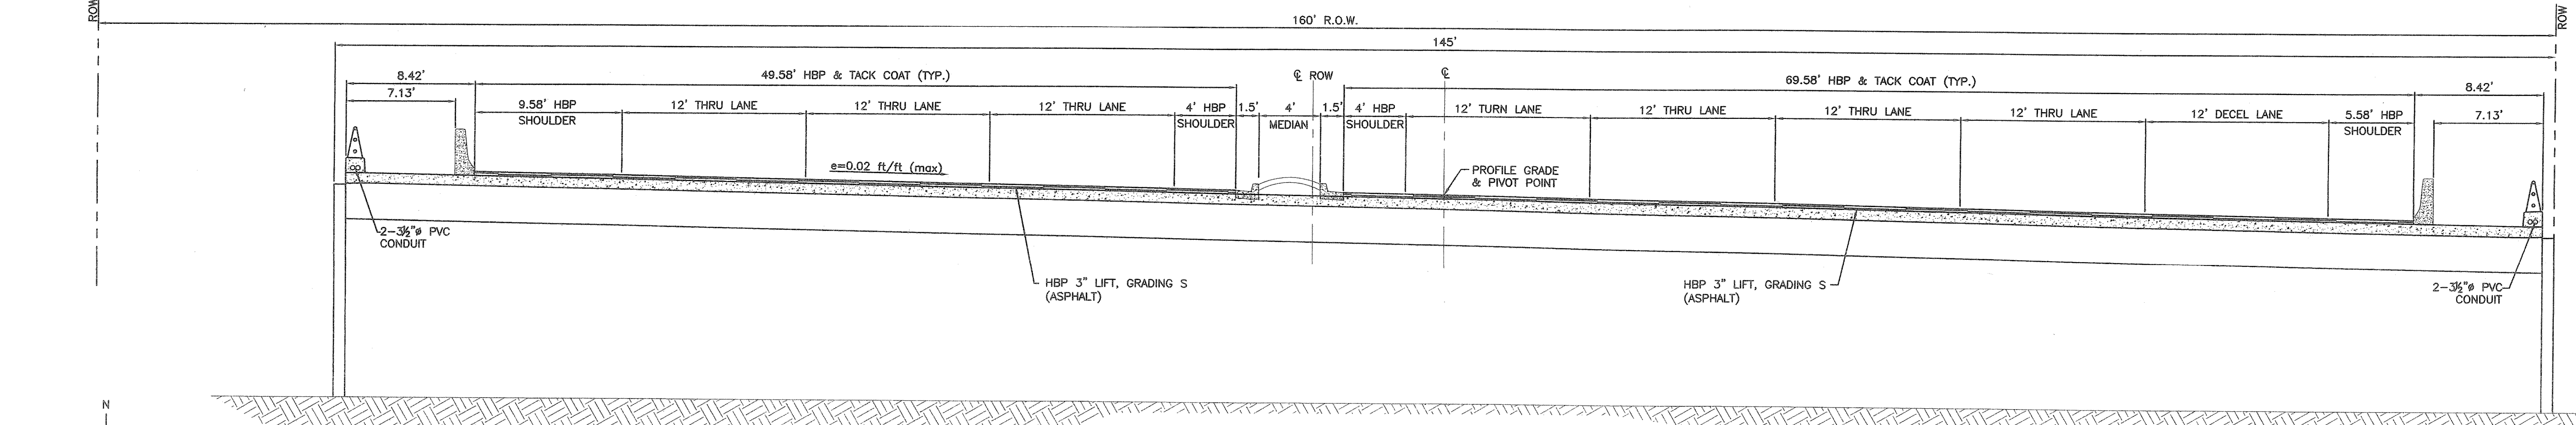 ROW
160' R.O.W.
ROW
145'
8.42'
49.58' HBP & TACK COAT (TYP.)
℄ ROW
℄
69.58' HBP & TACK COAT (TYP.)
8.42'
7.13'
9.58' HBP
SHOULDER
12' THRU LANE
12' THRU LANE
12' THRU LANE
4' HBP
SHOULDER
1.5'
4'
MEDIAN
1.5'
4' HBP
SHOULDER
12' TURN LANE
12' THRU LANE
12' THRU LANE
12' THRU LANE
12' DECEL LANE
5.58' HBP
SHOULDER
7.13'
e=0.02 ft/ft (max)
PROFILE GRADE
& PIVOT POINT
2-3½"ø PVC
CONDUIT
HBP 3" LIFT, GRADING S
(ASPHALT)
HBP 3" LIFT, GRADING S
(ASPHALT)
2-3½"ø PVC
CONDUIT
N